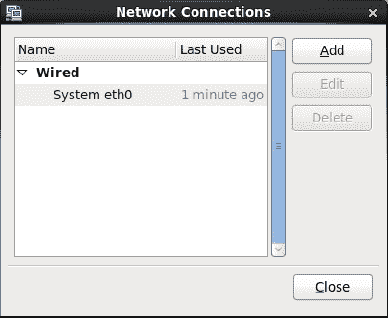 Network Connections
Name Last Used
Wired
System eth0 1 minute ago
Add
Edit
Delete
Close